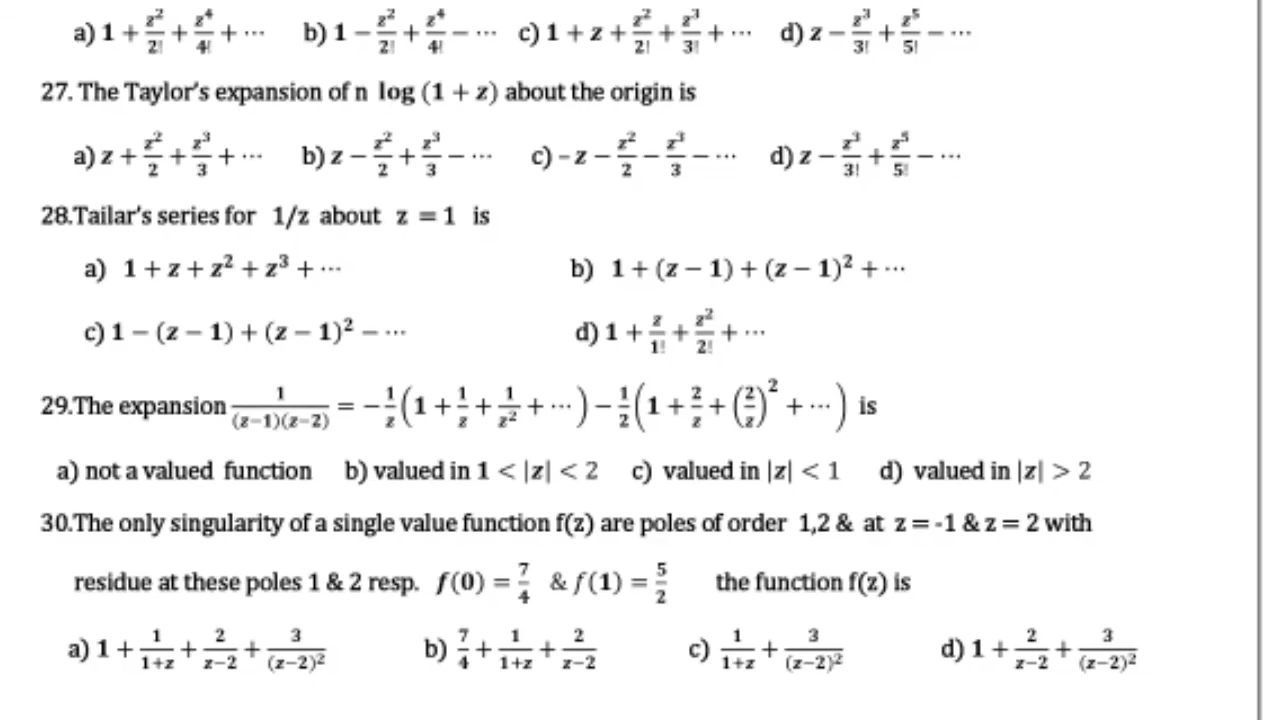 a) 1 + z²/2! + z⁴/4! + ⋯ b) 1 − z²/2! + z⁴/4! − ⋯ c) 1 + z + z²/2! + z³/3! + ⋯ d) z − z³/3! + z⁵/5! − ⋯
27. The Taylor's expansion of n log (1 + z) about the origin is
a) z + z²/2 + z³/3 + ⋯ b) z − z²/2 + z³/3 − ⋯ c) −z − z²/2 − z³/3 − ⋯ d) z − z³/3! + z⁵/5! − ⋯
28.Tailar's series for 1/z about z = 1 is
a) 1 + z + z² + z³ + ⋯ b) 1 + (z − 1) + (z − 1)² + ⋯
c) 1 − (z − 1) + (z − 1)² − ⋯ d) 1 + z/1! + z²/2! + ⋯
29.The expansion 1/((z−1)(z−2)) = −1/z (1 + 1/z + 1/z² + ⋯) − 1/2 (1 + 2/z + (2/z)² + ⋯) is
a) not a valued function b) valued in 1 < |z| < 2 c) valued in |z| < 1 d) valued in |z| > 2
30.The only singularity of a single value function f(z) are poles of order 1,2 & at z = -1 & z = 2 with
residue at these poles 1 & 2 resp. f(0) = 7/4 & f(1) = 5/2 the function f(z) is
a) 1 + 1/(1+z) + 2/(z−2) + 3/(z−2)² b) 7/4 + 1/(1+z) + 2/(z−2) c) 1/(1+z) + 3/(z−2)² d) 1 + 2/(z−2) + 3/(z−2)²